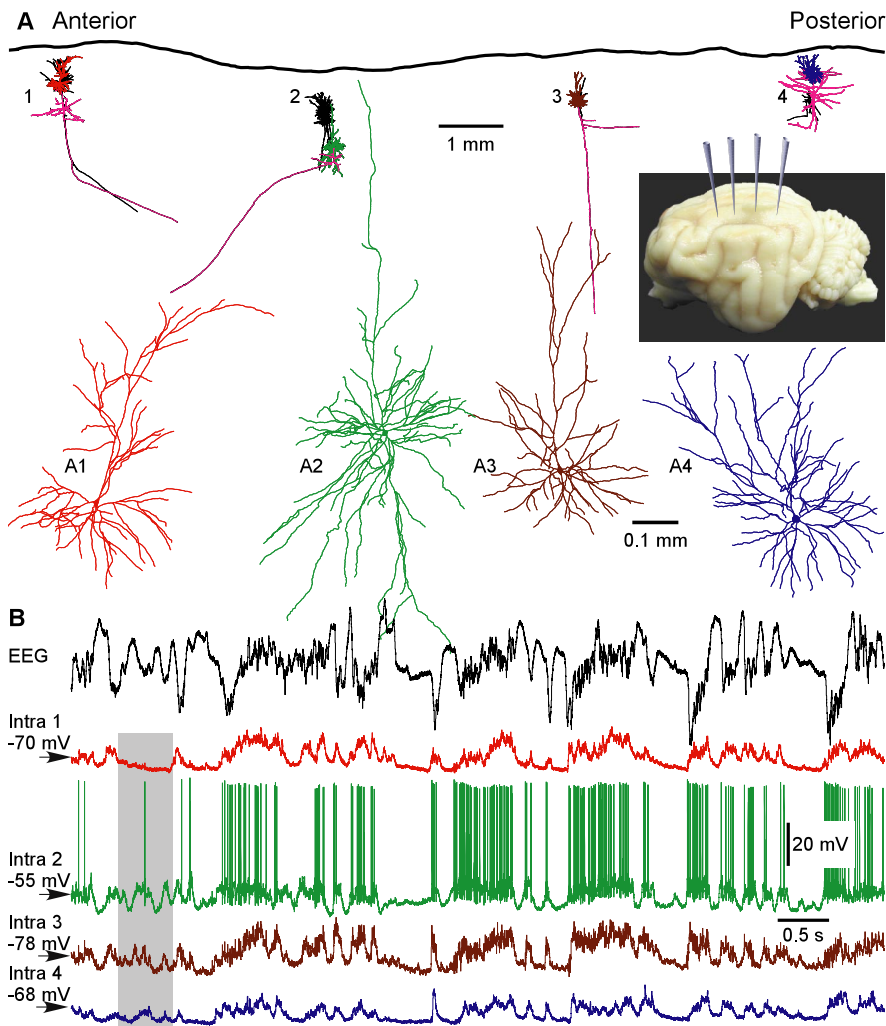 A Anterior Posterior
1
2
3
4
1 mm
A1
A2
A3
A4
0.1 mm
B
EEG
Intra 1
-70 mV
Intra 2
-55 mV
20 mV
0.5 s
Intra 3
-78 mV
Intra 4
-68 mV